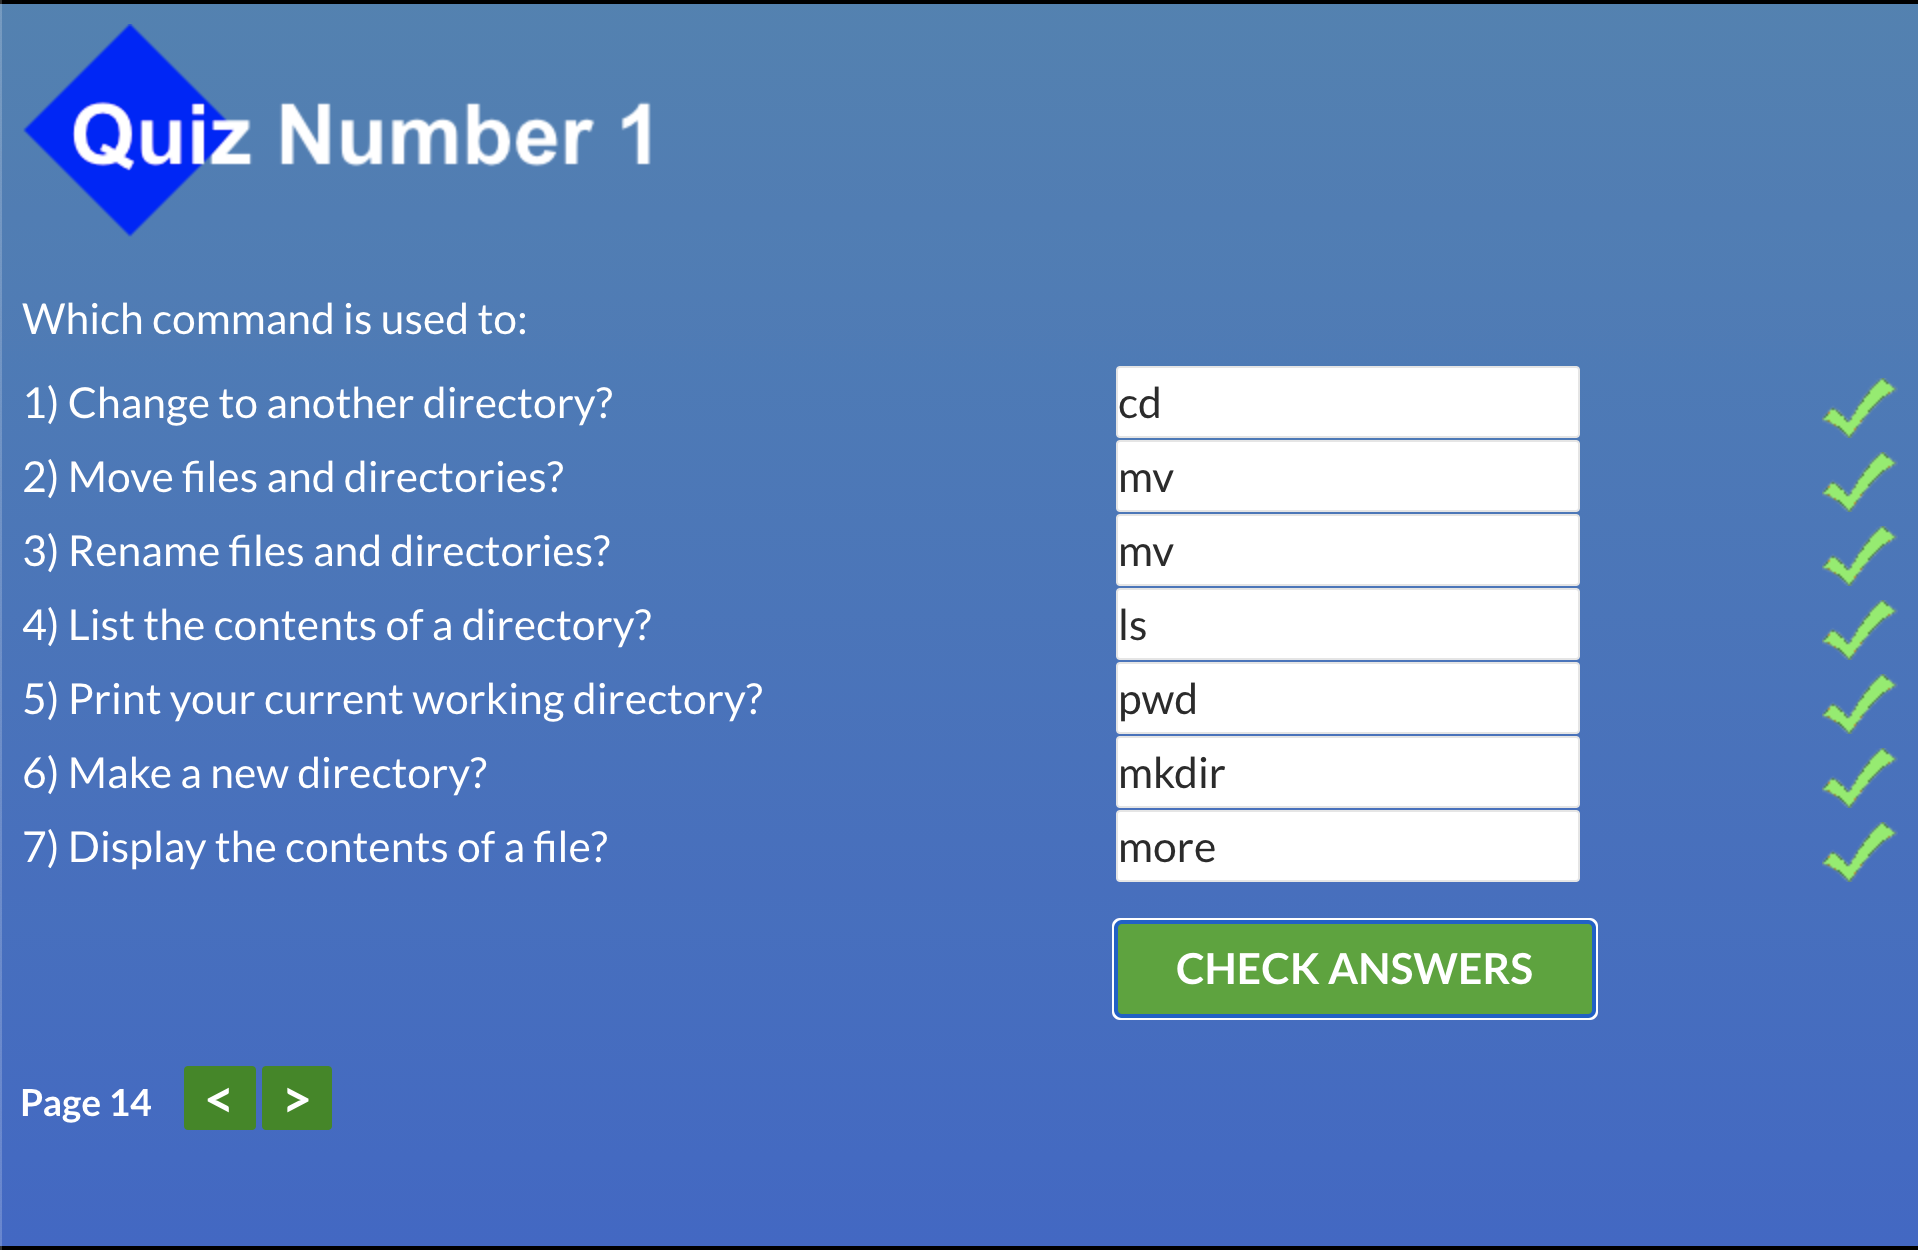 Quiz Number 1
Which command is used to:
1) Change to another directory? cd
2) Move files and directories? mv
3) Rename files and directories? mv
4) List the contents of a directory? ls
5) Print your current working directory? pwd
6) Make a new directory? mkdir
7) Display the contents of a file? more
CHECK ANSWERS
Page 14 < >